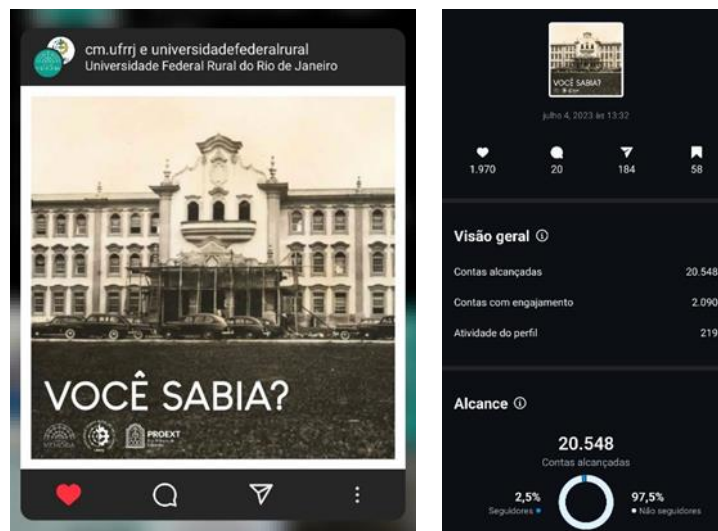 cm.ufrrj e universidadefederalrural
Universidade Federal Rural do Rio de Janeiro
VOCÊ SABIA?
MEMÓRIA
PROEXT
VOCÊ SABIA?
julho 4, 2023 às 13:32
1.970 20 184 58
Visão geral
Contas alcançadas 20.548
Contas com engajamento 2.090
Atividade do perfil 219
Alcance
20.548
Contas alcançadas
2,5% 97,5%
Seguidores Não seguidores